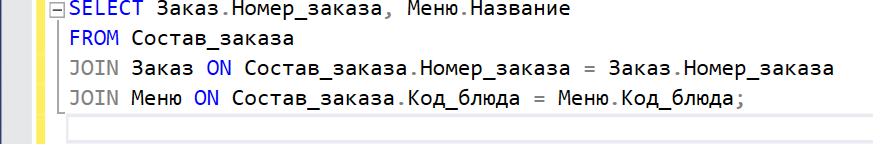 SELECT Заказ.Номер_заказа, Меню.Название
FROM Состав_заказа
JOIN Заказ ON Состав_заказа.Номер_заказа = Заказ.Номер_заказа
JOIN Меню ON Состав_заказа.Код_блюда = Меню.Код_блюда;